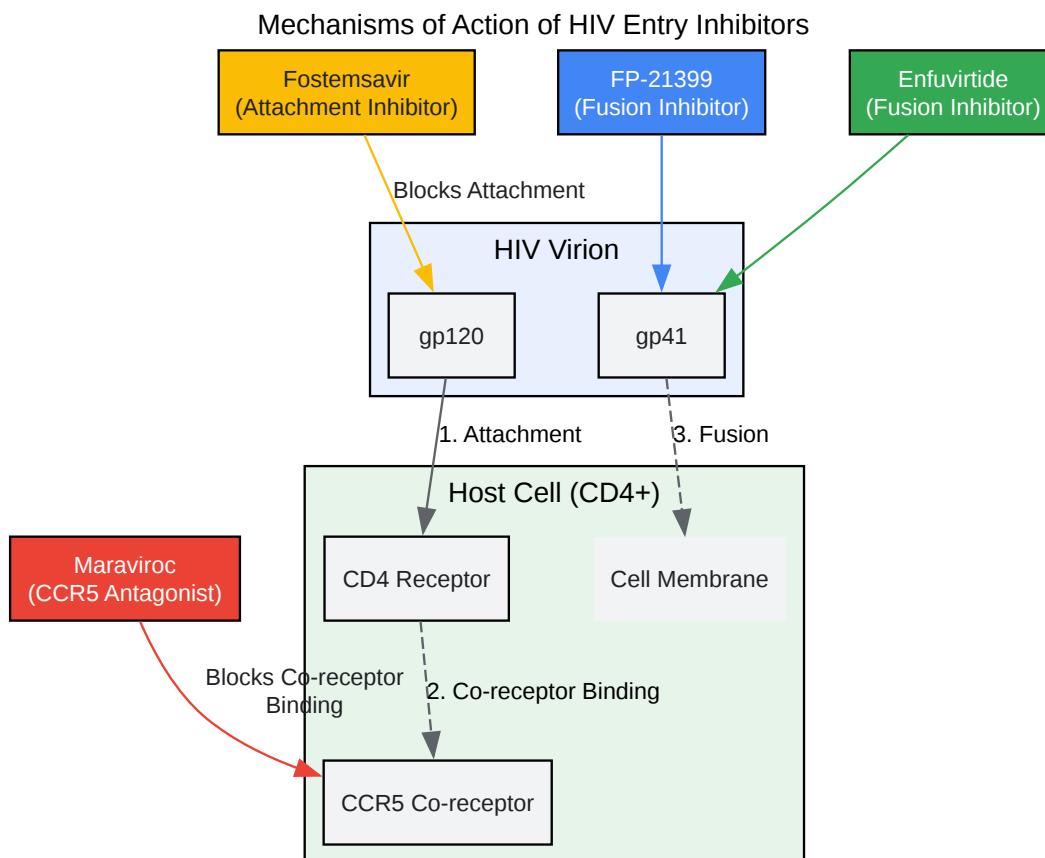 Mechanisms of Action of HIV Entry Inhibitors
Fostemsavir
(Attachment Inhibitor)
FP-21399
(Fusion Inhibitor)
Enfuvirtide
(Fusion Inhibitor)
Blocks Attachment
HIV Virion
gp120
gp41
1. Attachment
3. Fusion
Host Cell (CD4+)
Maraviroc
(CCR5 Antagonist)
CD4 Receptor
Cell Membrane
Blocks Co-receptor
Binding
2. Co-receptor Binding
CCR5 Co-receptor